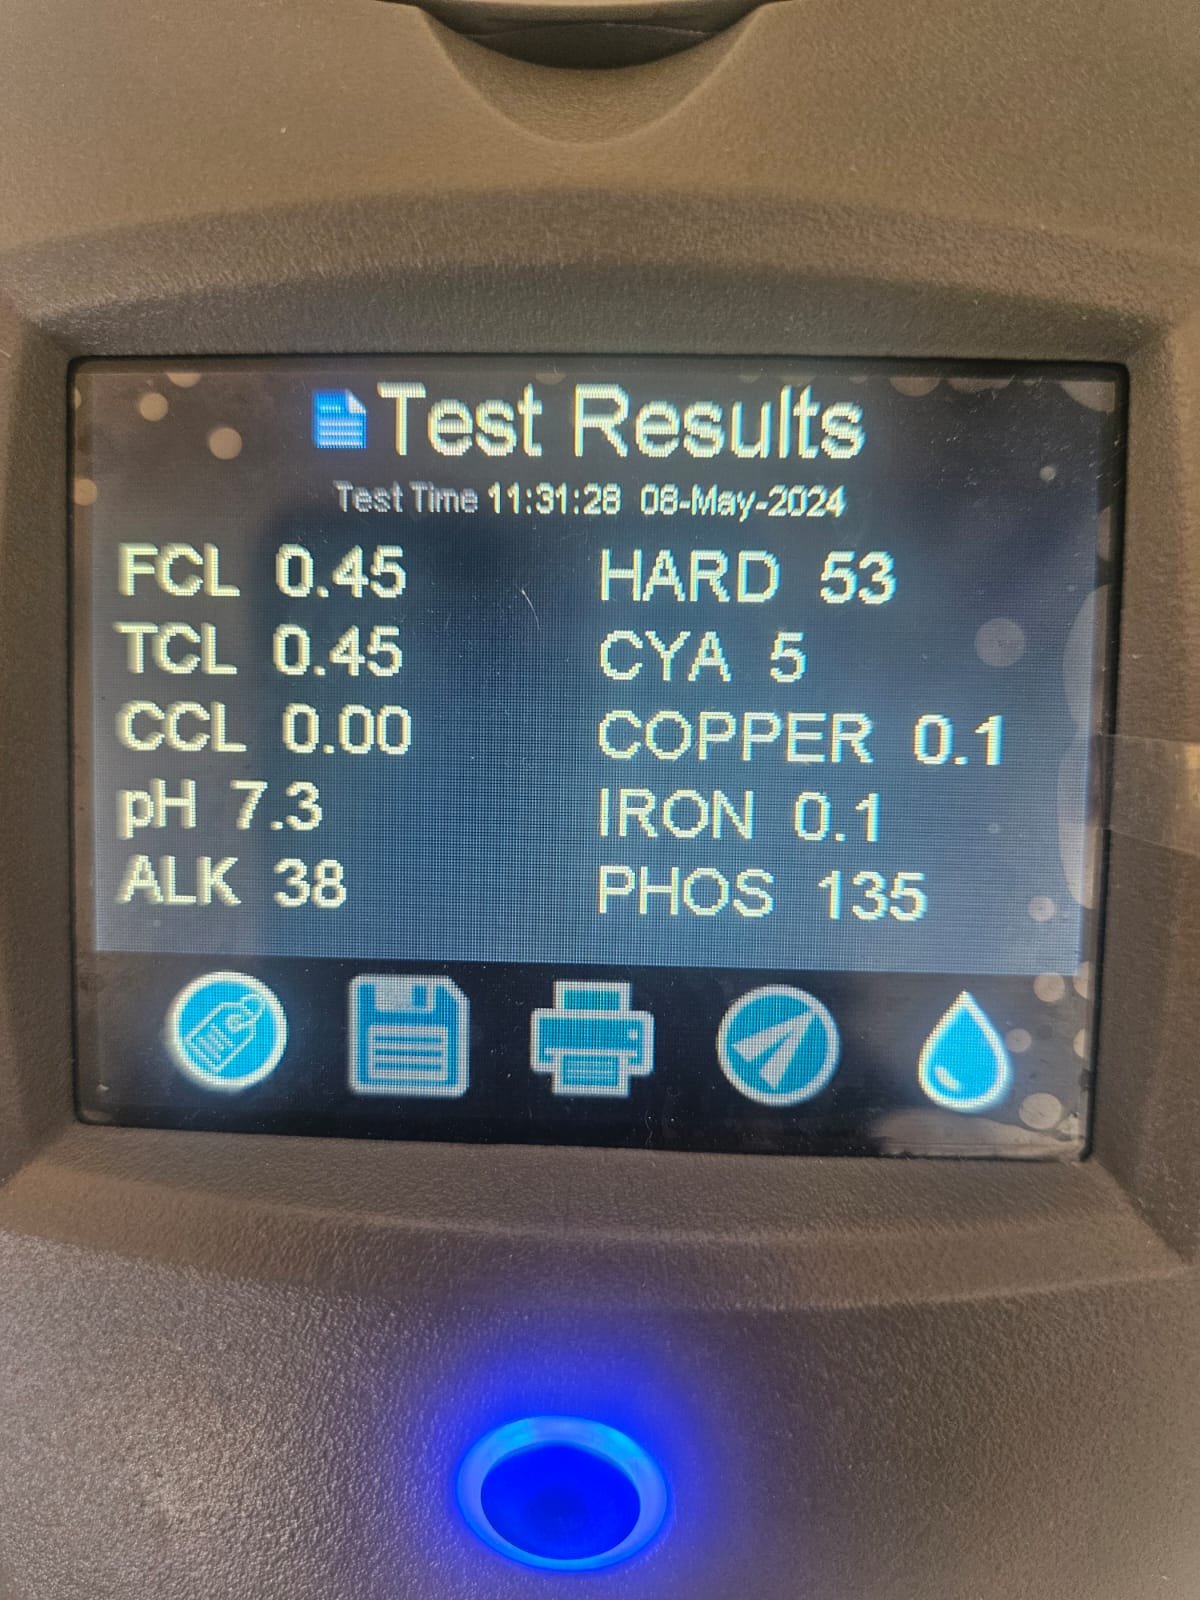 Test Results
Test Time 11:31:28 08-May-2024
FCL 0.45
TCL 0.45
CCL 0.00
pH 7.3
ALK 38
HARD 53
CYA 5
COPPER 0.1
IRON 0.1
PHOS 135